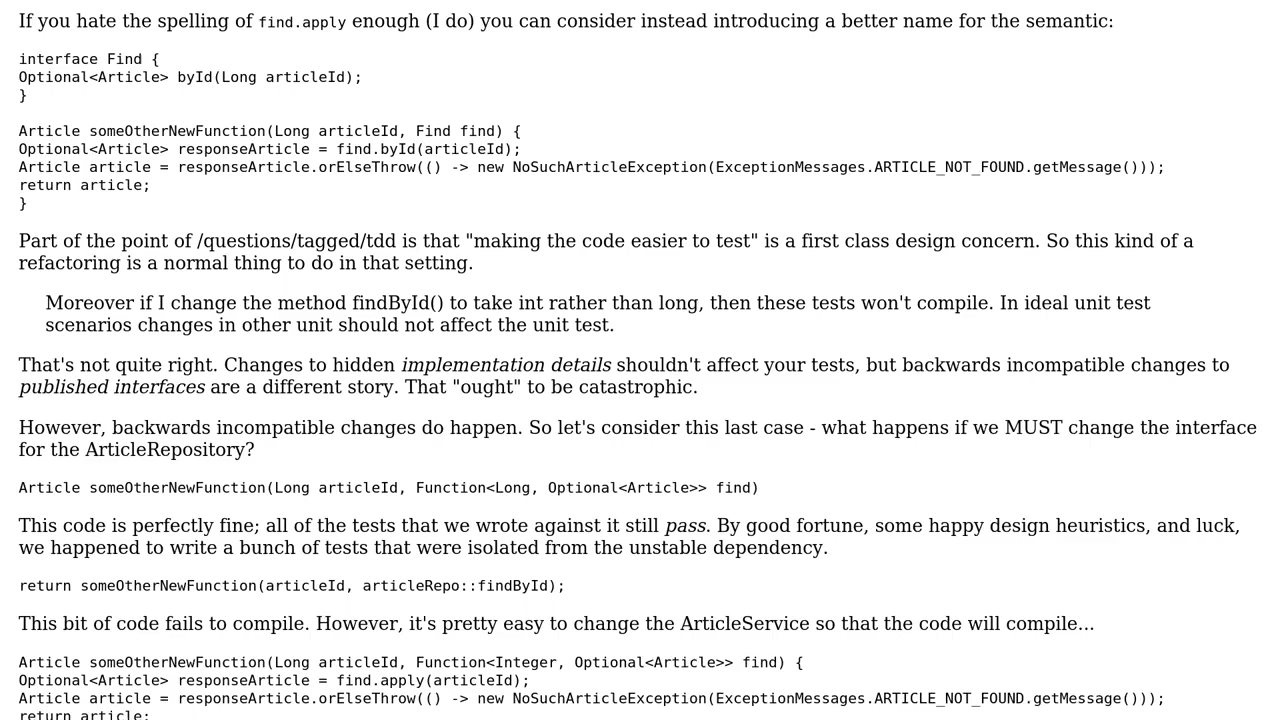 If you hate the spelling of find.apply enough (I do) you can consider instead introducing a better name for the semantic:
interface Find {
Optional<Article> byId(Long articleId);
}
Article someOtherNewFunction(Long articleId, Find find) {
Optional<Article> responseArticle = find.byId(articleId);
Article article = responseArticle.orElseThrow(() -> new NoSuchArticleException(ExceptionMessages.ARTICLE_NOT_FOUND.getMessage()));
return article;
}
Part of the point of /questions/tagged/tdd is that "making the code easier to test" is a first class design concern. So this kind of a
refactoring is a normal thing to do in that setting.
Moreover if I change the method findById() to take int rather than long, then these tests won't compile. In ideal unit test
scenarios changes in other unit should not affect the unit test.
That's not quite right. Changes to hidden implementation details shouldn't affect your tests, but backwards incompatible changes to
published interfaces are a different story. That "ought" to be catastrophic.
However, backwards incompatible changes do happen. So let's consider this last case - what happens if we MUST change the interface
for the ArticleRepository?
Article someOtherNewFunction(Long articleId, Function<Long, Optional<Article>> find)
This code is perfectly fine; all of the tests that we wrote against it still pass. By good fortune, some happy design heuristics, and luck,
we happened to write a bunch of tests that were isolated from the unstable dependency.
return someOtherNewFunction(articleId, articleRepo::findById);
This bit of code fails to compile. However, it's pretty easy to change the ArticleService so that the code will compile...
Article someOtherNewFunction(Long articleId, Function<Integer, Optional<Article>> find) {
Optional<Article> responseArticle = find.apply(articleId);
Article article = responseArticle.orElseThrow(() -> new NoSuchArticleException(ExceptionMessages.ARTICLE_NOT_FOUND.getMessage()));
return article;